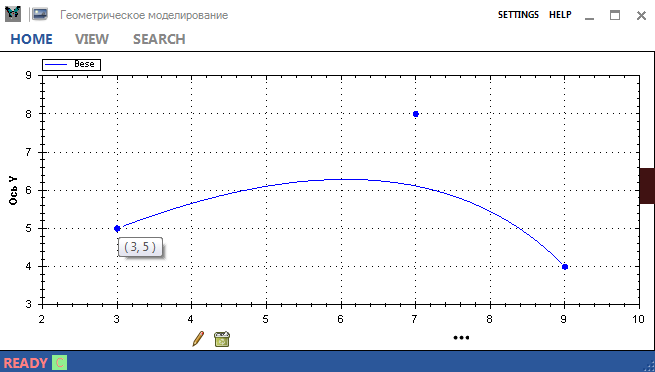 Геометрическое моделирование
SETTINGS HELP
HOME VIEW SEARCH
Bese
9
8
7
6
5
4
3
Ось Y
( 3, 5 )
2 3 4 5 6 7 8 9 10
•••
READY C